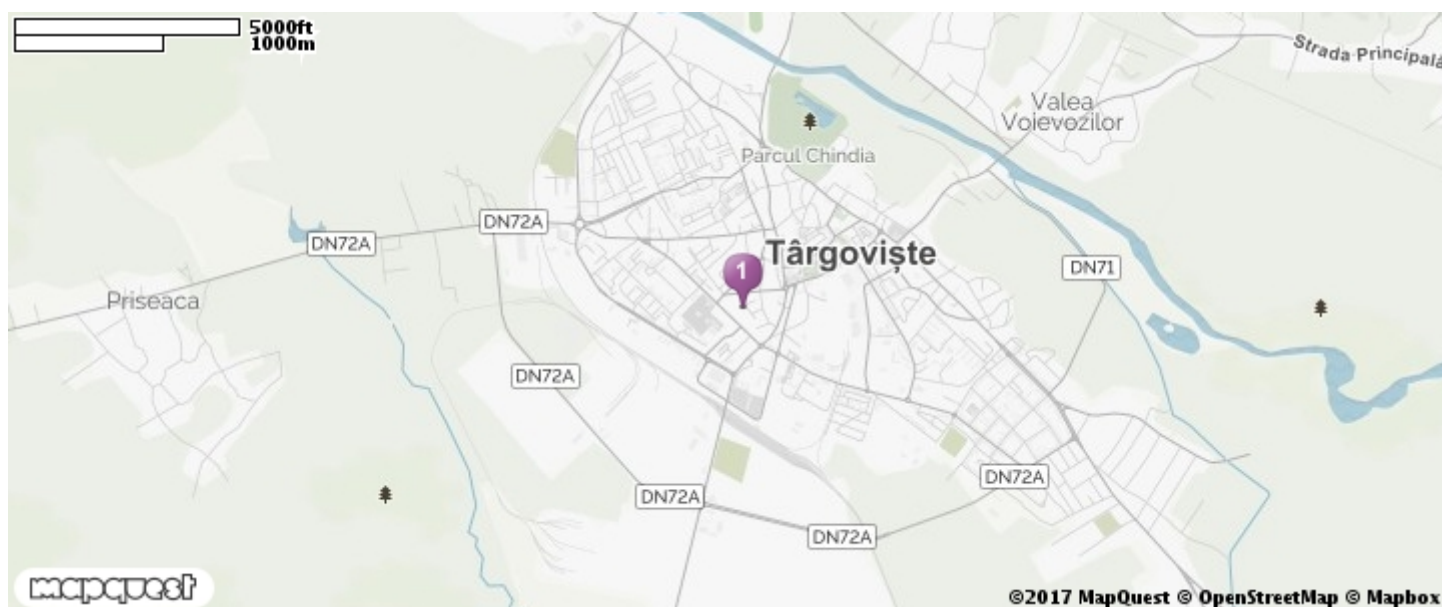 5000ft
1000m
Strada Principală
Valea
Voievozilor
Parcul Chindia
DN72A
DN72A
Târgoviște
1
DN71
Priseaca
DN72A
DN72A
DN72A
DN72A
mapquest
©2017 MapQuest © OpenStreetMap © Mapbox